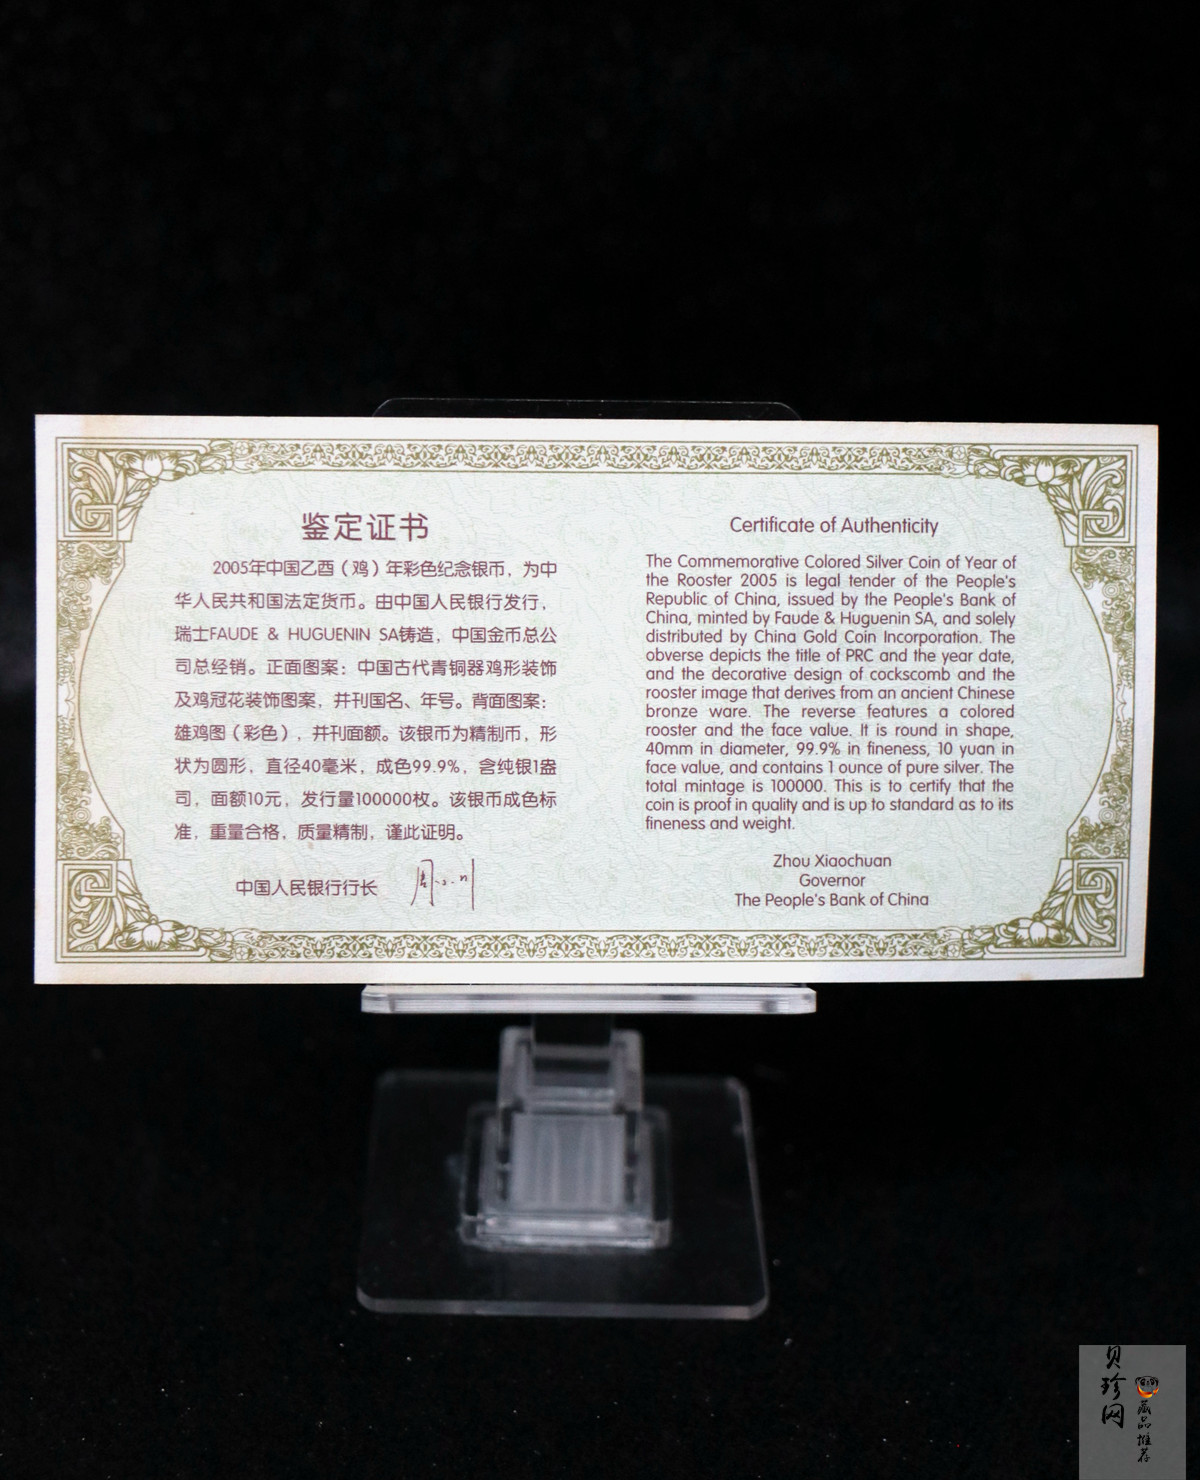 鉴定证书
2005年中国乙酉（鸡）年彩色纪念银币，为中
华人民共和国法定货币。由中国人民银行发行，
瑞士FAUDE & HUGUENIN SA铸造，中国金币总公
司总经销。正面图案：中国古代青铜器鸡形装饰
及鸡冠花装饰图案，并刊国名、年号。背面图案：
雄鸡图（彩色），并刊面额。该银币为精制币，形
状为圆形，直径40毫米，成色99.9%，含纯银1盎
司，面额10元，发行量100000枚。该银币成色标
准，重量合格，质量精制，谨此证明。
中国人民银行行长
Certificate of Authenticity
The Commemorative Colored Silver Coin of Year of
the Rooster 2005 is legal tender of the People's
Republic of China, issued by the People's Bank of
China, minted by Faude & Huguenin SA, and solely
distributed by China Gold Coin Incorporation. The
obverse depicts the title of PRC and the year date,
and the decorative design of cockscomb and the
rooster image that derives from an ancient Chinese
bronze ware. The reverse features a colored
rooster and the face value. It is round in shape,
40mm in diameter, 99.9% in fineness, 10 yuan in
face value, and contains 1 ounce of pure silver. The
total mintage is 100000. This is to certify that the
coin is proof in quality and is up to standard as to its
fineness and weight.
Zhou Xiaochuan
Governor
The People's Bank of China
贝珍网
藏品推荐